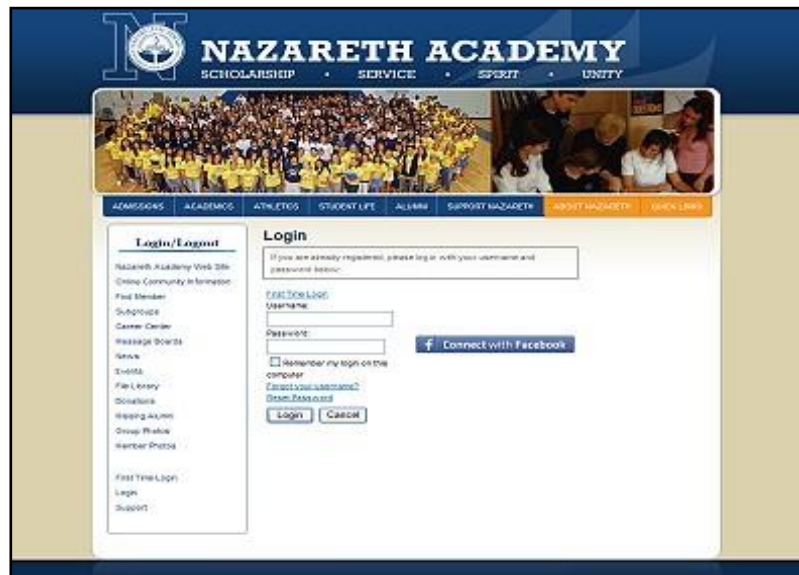 N
NAZARETH ACADEMY
SCHOLARSHIP • SERVICE • SPIRIT • UNITY
ADMISSIONS ACADEMICS ATHLETICS STUDENT LIFE ALUMNI SUPPORT NAZARETH ABOUT NAZARETH QUICK LINKS
Login/Logout
Nazareth Academy Web Site
Online Community Information
Find Member
Subgroups
Career Center
Message Boards
News
Events
File Library
Donations
Missing Alumni
Group Photos
Member Photos
First Time Login
Login
Support
Login
If you are already registered, please log in with your username and
password below:
First Time Login
Username:
Password:
Remember my login on this
computer
Forgot your username?
Reset Password
Login Cancel
f Connect with Facebook